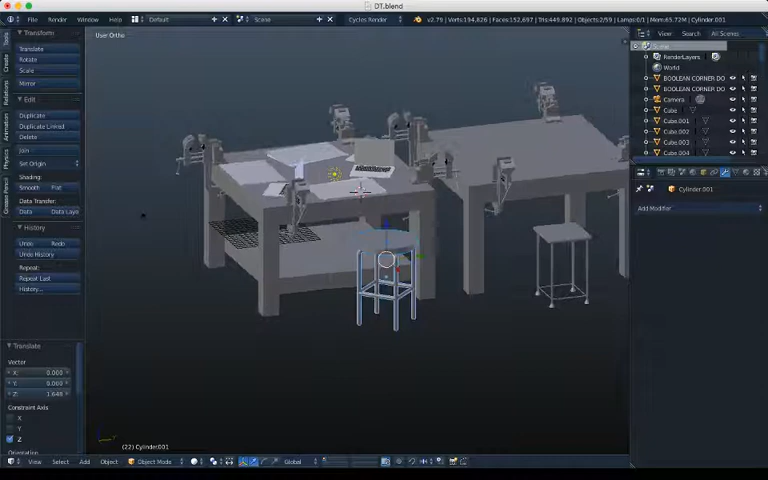 DT.blend
File Render Window Help Default Scene Cycles Render v2.79 | Verts:194,826 | Faces:152,697 | Tris:449,892 | Objects:2/59 | Lamps:0/1 | Mem:65.72M | Cylinder.001
Transform
Translate
Rotate
Scale
Mirror
Edit
Duplicate
Duplicate Linked
Delete
Join
Set Origin
Shading:
Smooth Flat
Data Transfer:
Data Data Layo
History
Undo Redo
Undo History
Repeat:
Repeat Last
History...
Translate
Vector
X: 0.000
Y: 0.000
Z: 1.648
Constraint Axis
X
Y
Z
Orientation
Tools
Create
Relations
Animation
Physics
Grease Pencil
User Ortho
(22) Cylinder.001
View Select Add Object Object Mode Global
View Search All Scenes
Scene
RenderLayers
World
BOOLEAN CORNER DO
BOOLEAN CORNER DO
Camera
Cube
Cube.001
Cube.002
Cube.003
Cube.004
Cylinder.001
Add Modifier